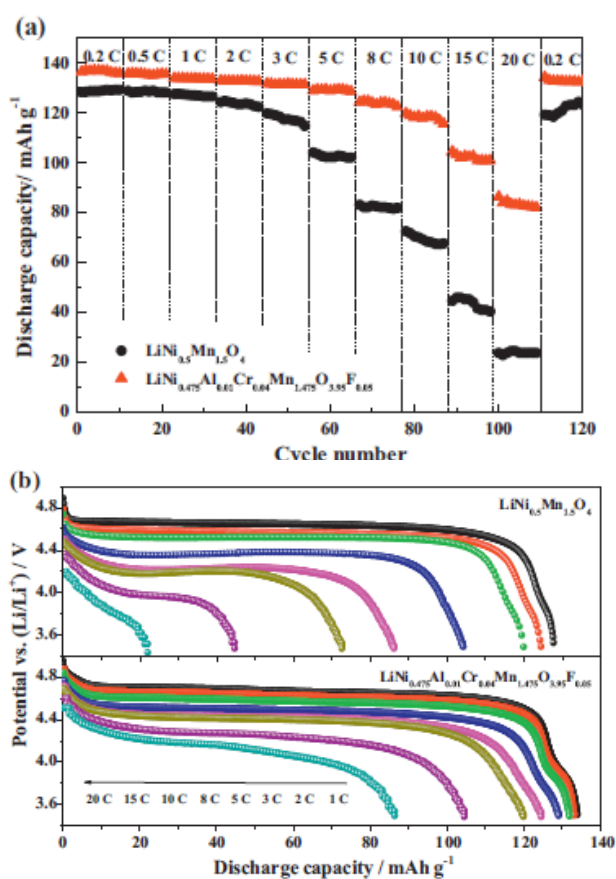 (a)
0.2 C 0.5 C 1 C 2 C 3 C 5 C 8 C 10 C 15 C 20 C 0.2 C
140
120
100
80
60
40
20
0
Discharge capacity/ mAh g⁻¹
LiNi₀.₅Mn₁.₅O₄
LiNi₀.₄₇₅Al₀.₀₁Cr₀.₀₄Mn₁.₄₇₅O₃.₉₅F₀.₀₅
0 20 40 60 80 100 120
Cycle number
(b)
LiNi₀.₅Mn₁.₅O₄
4.8
4.4
4.0
3.6
LiNi₀.₄₇₅Al₀.₀₁Cr₀.₀₄Mn₁.₄₇₅O₃.₉₅F₀.₀₅
4.8
4.4
4.0
3.6
Potential vs. (Li/Li⁺) / V
20 C 15 C 10 C 8 C 5 C 3 C 2 C 1 C
0 20 40 60 80 100 120 140
Discharge capacity / mAh g⁻¹